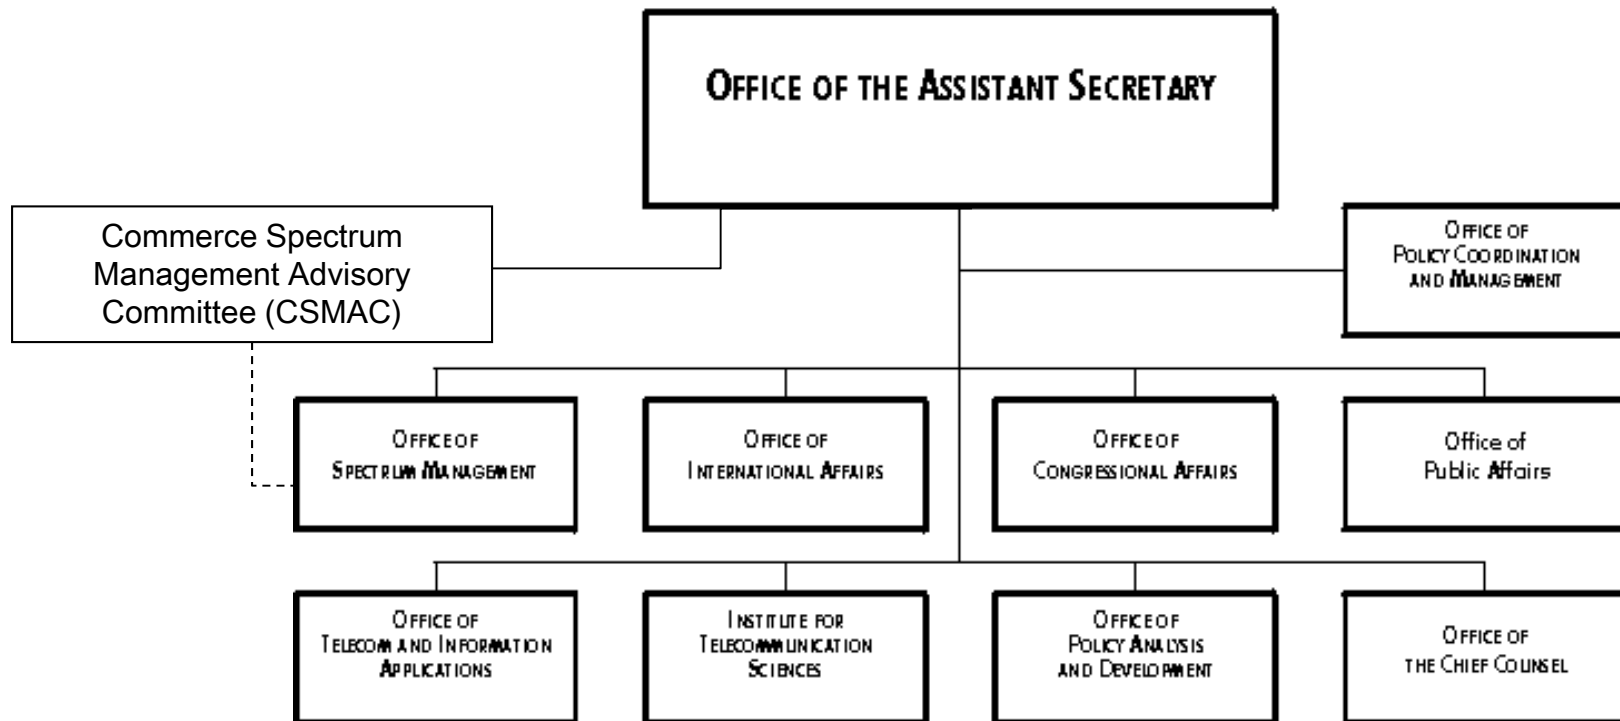 OFFICE OF THE ASSISTANT SECRETARY
Commerce Spectrum
Management Advisory
Committee (CSMAC)
OFFICE OF
POLICY COORDINATION
AND MANAGEMENT
OFFICE OF
SPECTRUM MANAGEMENT
OFFICE OF
INTERNATIONAL AFFAIRS
OFFICE OF
CONGRESSIONAL AFFAIRS
Office of
Public Affairs
OFFICE OF
TELECOM AND INFORMATION
APPLICATIONS
INSTITUTE FOR
TELECOMMUNICATION
SCIENCES
OFFICE OF
POLICY ANALYSIS
AND DEVELOPMENT
OFFICE OF
THE CHIEF COUNSEL